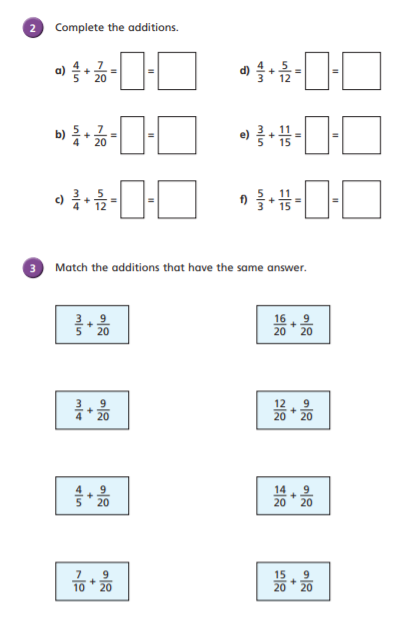 2 Complete the additions.
a) 4/5 + 7/20 = =
d) 4/3 + 5/12 = =
b) 5/4 + 7/20 = =
e) 3/5 + 11/15 = =
c) 3/4 + 5/12 = =
f) 5/3 + 11/15 = =
3 Match the additions that have the same answer.
3/5 + 9/20
16/20 + 9/20
3/4 + 9/20
12/20 + 9/20
4/5 + 9/20
14/20 + 9/20
7/10 + 9/20
15/20 + 9/20